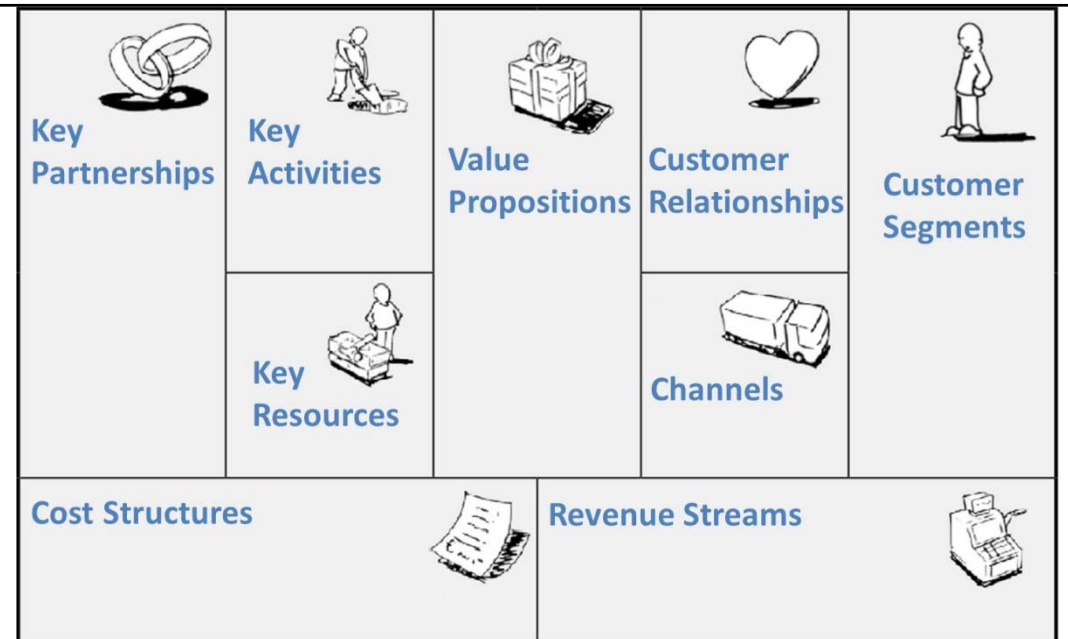 Key
Partnerships
Key
Activities
Key
Resources
Value
Propositions
Customer
Relationships
Channels
Customer
Segments
Cost Structures
Revenue Streams